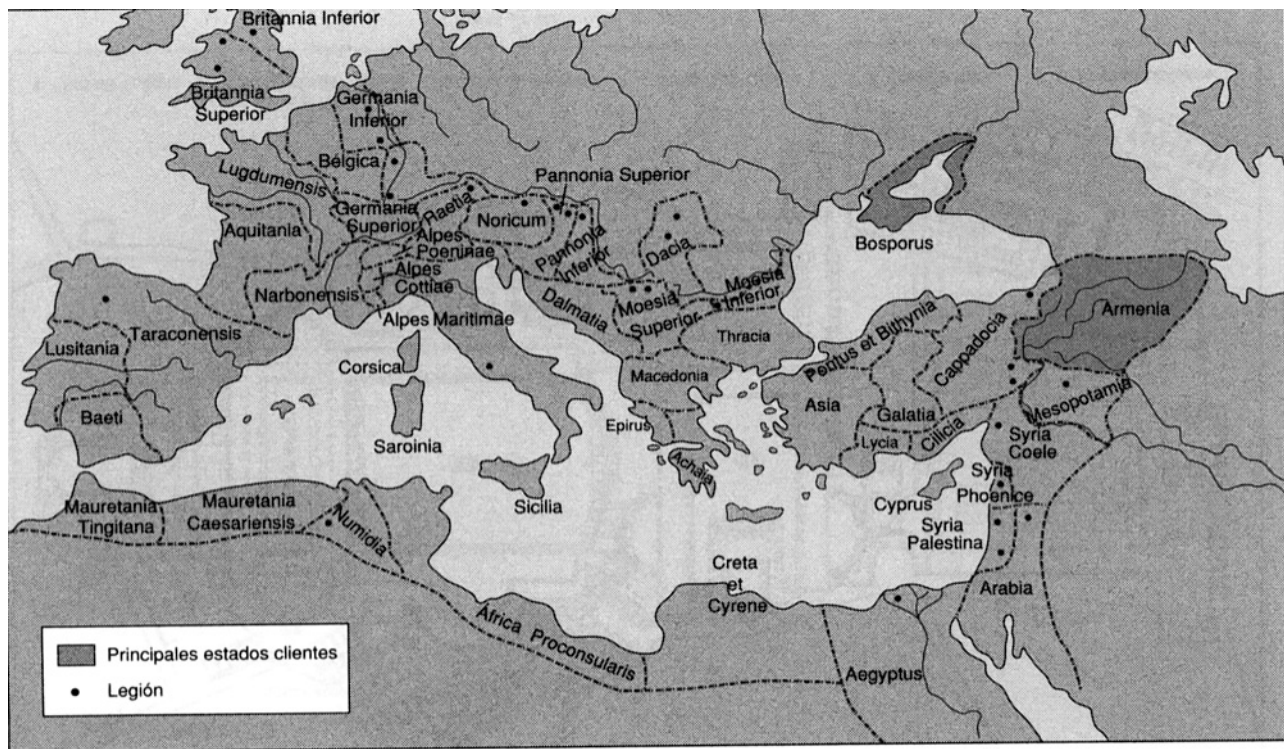 Britannia Inferior
Britannia
Superior
Germania
Inferior
Bélgica
Lugdumensis
Germania
Superior
Raetia
Noricum
Pannonia Superior
Pannonia
Inferior
Dacia
Bosporus
Aquitania
Alpes
Poeninae
Alpes
Cottiae
Narbonensis
Alpes Maritimae
Dalmatia
Moesia
Superior
Moesia
Inferior
Thracia
Macedonia
Epirus
Achaia
Taraconensis
Lusitania
Baeti
Corsica
Saroinia
Sicilia
Pontus et Bithynia
Cappadocia
Armenia
Asia
Galatia
Lycia
Cilicia
Mesopotamia
Syria
Coele
Syria
Phoenice
Cyprus
Syria
Palestina
Arabia
Mauretania
Tingitana
Mauretania
Caesariensis
Numidia
África Proconsularis
Creta
et
Cyrene
Aegyptus
Principales estados clientes
Legión